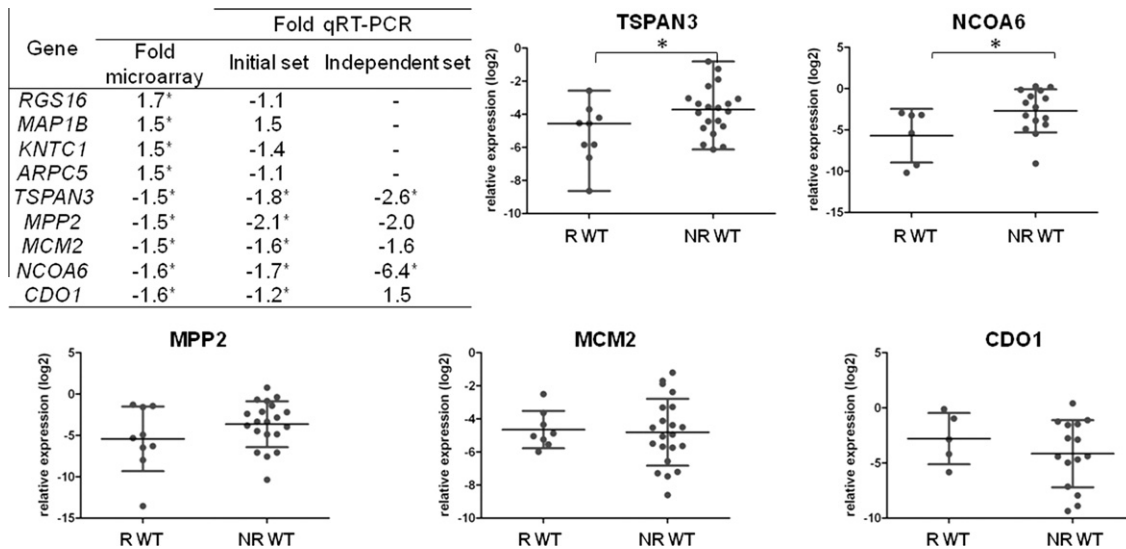 Gene Fold microarray Fold qRT-PCR
Initial set Independent set
RGS16 1.7* -1.1 -
MAP1B 1.5* 1.5 -
KNTC1 1.5* -1.4 -
ARPC5 1.5* -1.1 -
TSPAN3 -1.5* -1.8* -2.6*
MPP2 -1.5* -2.1* -2.0
MCM2 -1.5* -1.6* -1.6
NCOA6 -1.6* -1.7* -6.4*
CDO1 -1.6* -1.2* 1.5
TSPAN3
*
relative expression (log2)
0
-2
-4
-6
-8
-10
R WT NR WT
NCOA6
*
relative expression (log2)
5
0
-5
-10
-15
R WT NR WT
MPP2
relative expression (log2)
5
0
-5
-10
-15
R WT NR WT
MCM2
relative expression (log2)
0
-2
-4
-6
-8
-10
R WT NR WT
CDO1
relative expression (log2)
5
0
-5
-10
R WT NR WT